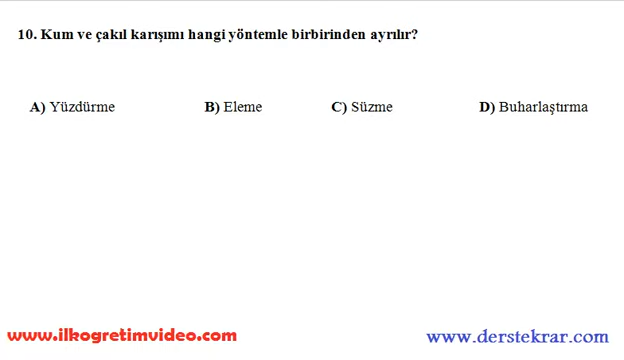 10. Kum ve çakıl karışımı hangi yöntemle birbirinden ayrılır?
A) Yüzdürme B) Eleme C) Süzme D) Buharlaştırma
www.ilkogretimvideo.com www.derstekrar.com